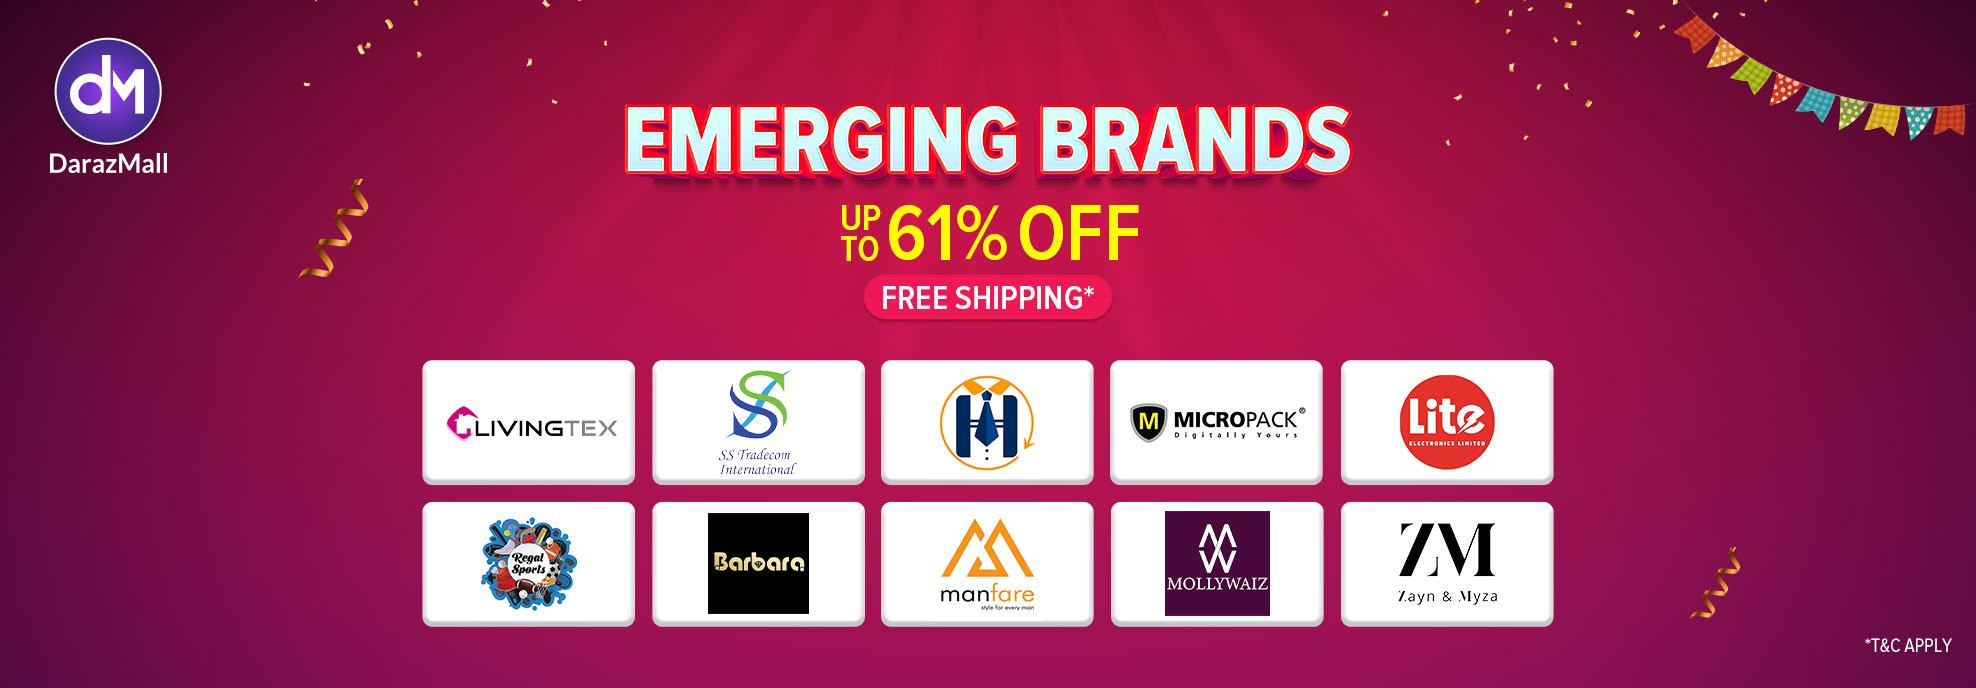 dM
DarazMall
EMERGING BRANDS
UP TO 61% OFF
FREE SHIPPING*
LIVINGTEX
SS Tradecom
International
H
M MICROPACK®
Digitally Yours
Lite
ELECTRONICS LIMITED
Regal
Sports
Barbara
manfare
style for every man
MW
MOLLYWAIZ
ZM
Zayn & Myza
*T&C APPLY